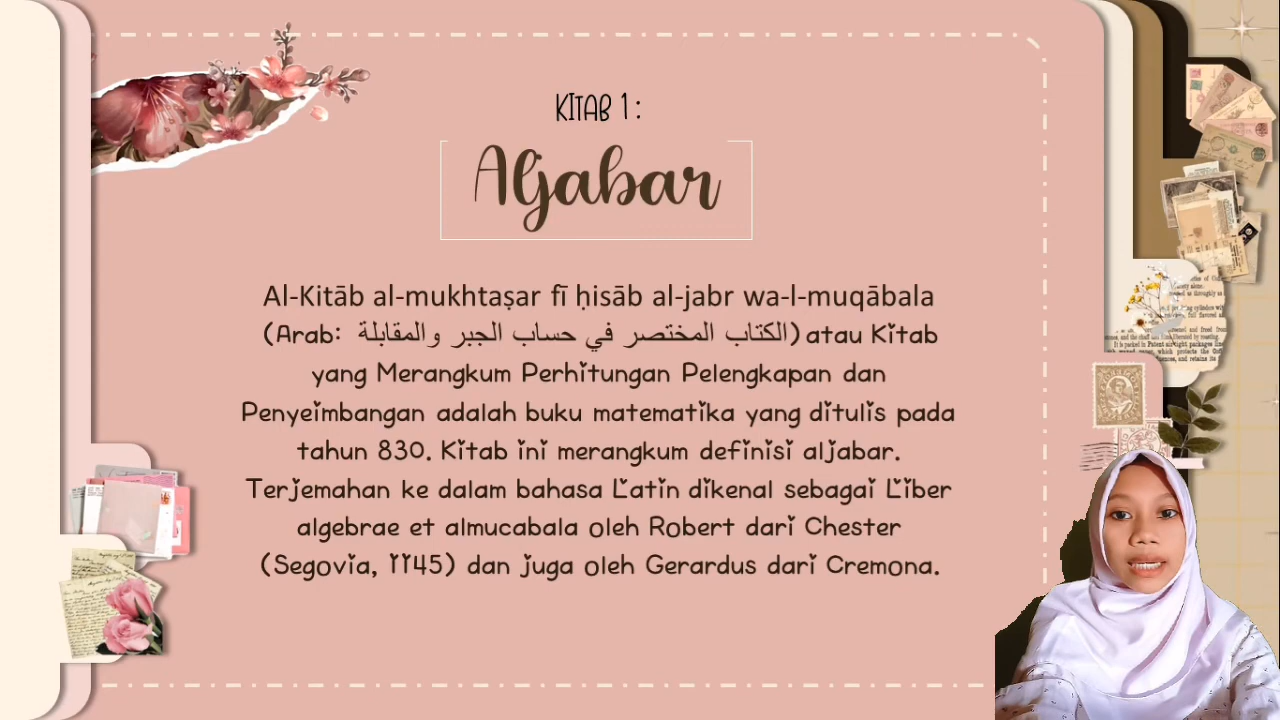 KITAB 1 :
Aljabar
Al-Kitāb al-mukhtaṣar fī ḥisāb al-jabr wa-l-muqābala
(Arab: الكتاب المختصر في حساب الجبر والمقابلة) atau Kitab
yang Merangkum Perhitungan Pelengkapan dan
Penyeimbangan adalah buku matematika yang ditulis pada
tahun 830. Kitab ini merangkum definisi aljabar.
Terjemahan ke dalam bahasa Latin dikenal sebagai Liber
algebrae et almucabala oleh Robert dari Chester
(Segovia, 1145) dan juga oleh Gerardus dari Cremona.